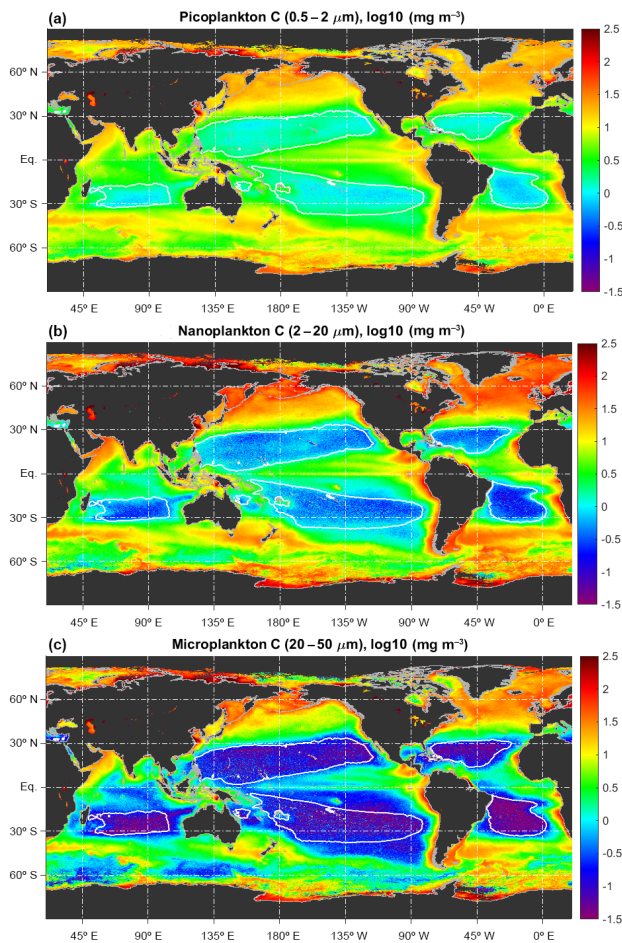 (a) Picoplankton C (0.5–2 μm), log10 (mg m⁻³)
2.5
60º N
2
1.5
30º N
1
0.5
Eq.
0
30º S
-0.5
60º S
-1
-1.5
45º E 90º E 135º E 180º W 135º W 90º W 45º W 0º E
(b) Nanoplankton C (2–20 μm), log10 (mg m⁻³)
2.5
60º N
2
1.5
30º N
1
0.5
Eq.
0
30º S
-0.5
60º S
-1
-1.5
45º E 90º E 135º E 180º W 135º W 90º W 45º W 0º E
(c) Microplankton C (20–50 μm), log10 (mg m⁻³)
2.5
60º N
2
1.5
30º N
1
0.5
Eq.
0
30º S
-0.5
60º S
-1
-1.5
45º E 90º E 135º E 180º W 135º W 90º W 45º W 0º E